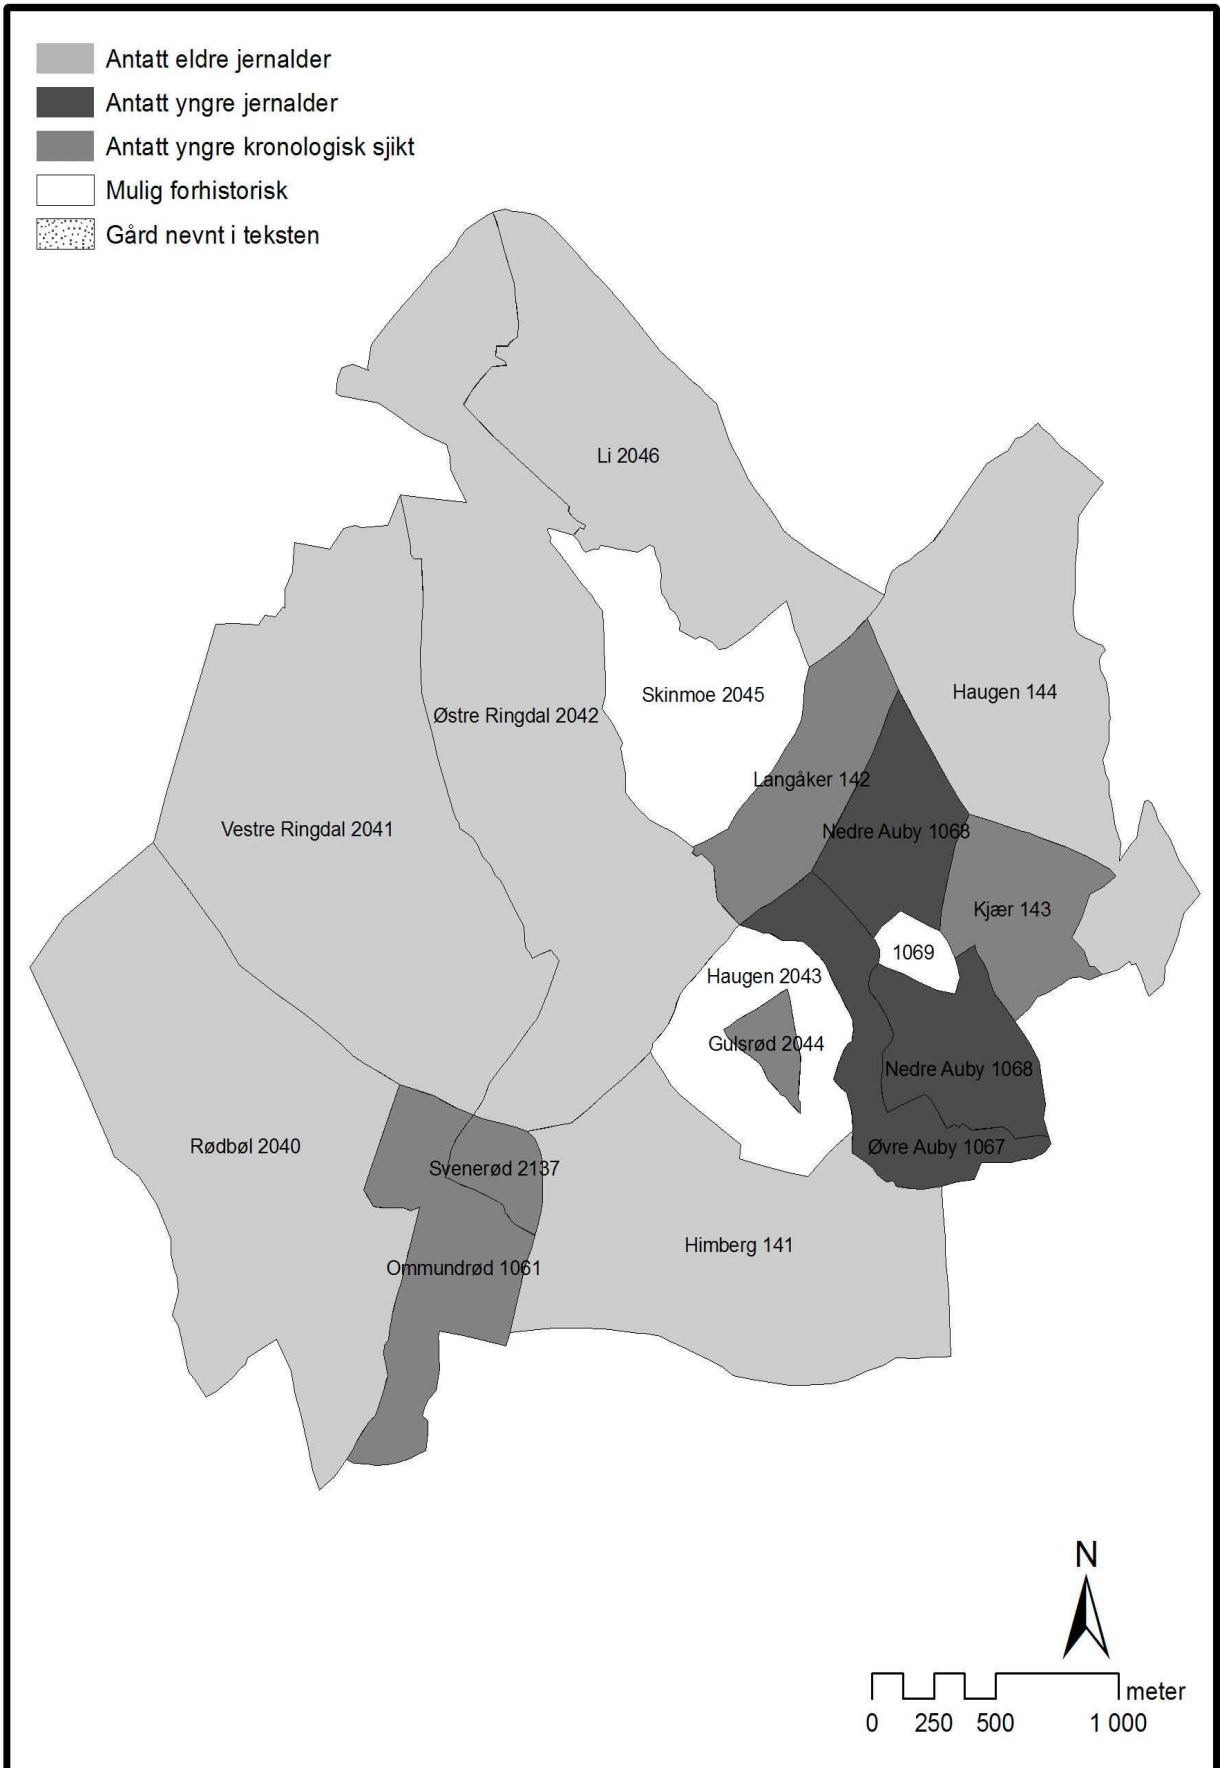 Antatt eldre jernalder
Antatt yngre jernalder
Antatt yngre kronologisk sjikt
Mulig forhistorisk
Gård nevnt i teksten
Li 2046
Haugen 144
Skinmoe 2045
Østre Ringdal 2042
Langåker 142
Vestre Ringdal 2041
Nedre Auby 1068
Kjær 143
1069
Haugen 2043
Gulsrød 2044
Nedre Auby 1068
Rødbøl 2040
Øvre Auby 1067
Svenerød 2137
Himberg 141
Ommundrød 1061
N
meter
0 250 500 1 000